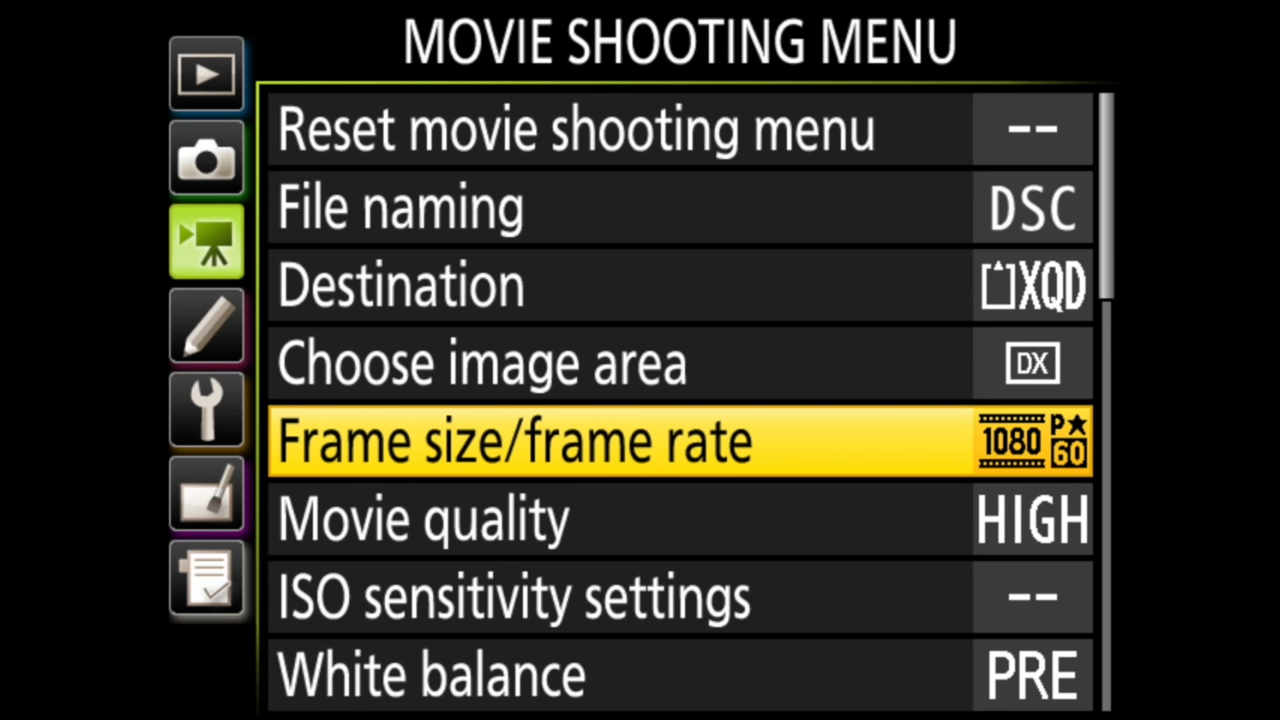 MOVIE SHOOTING MENU
Reset movie shooting menu --
File naming DSC
Destination XQD
Choose image area DX
Frame size/frame rate 1080 P★ 60
Movie quality HIGH
ISO sensitivity settings --
White balance PRE